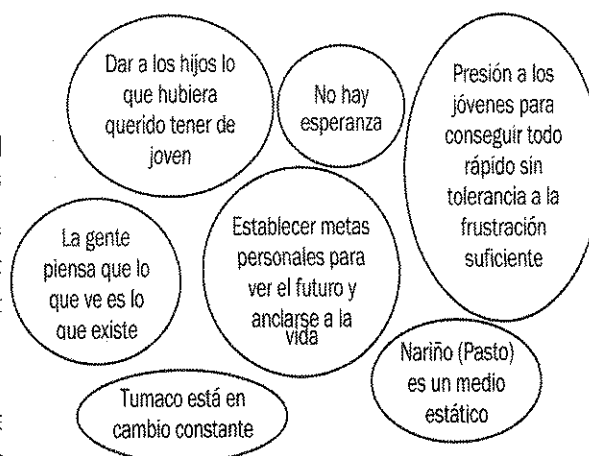 Dar a los hijos lo
que hubiera
querido tener de
joven
No hay
esperanza
Presión a los
jóvenes para
conseguir todo
rápido sin
tolerancia a la
frustración
suficiente
La gente
piensa que lo
que ve es lo
que existe
Establecer metas
personales para
ver el futuro y
anclarse a la
vida
Nariño (Pasto)
es un medio
estático
Tumaco está en
cambio constante